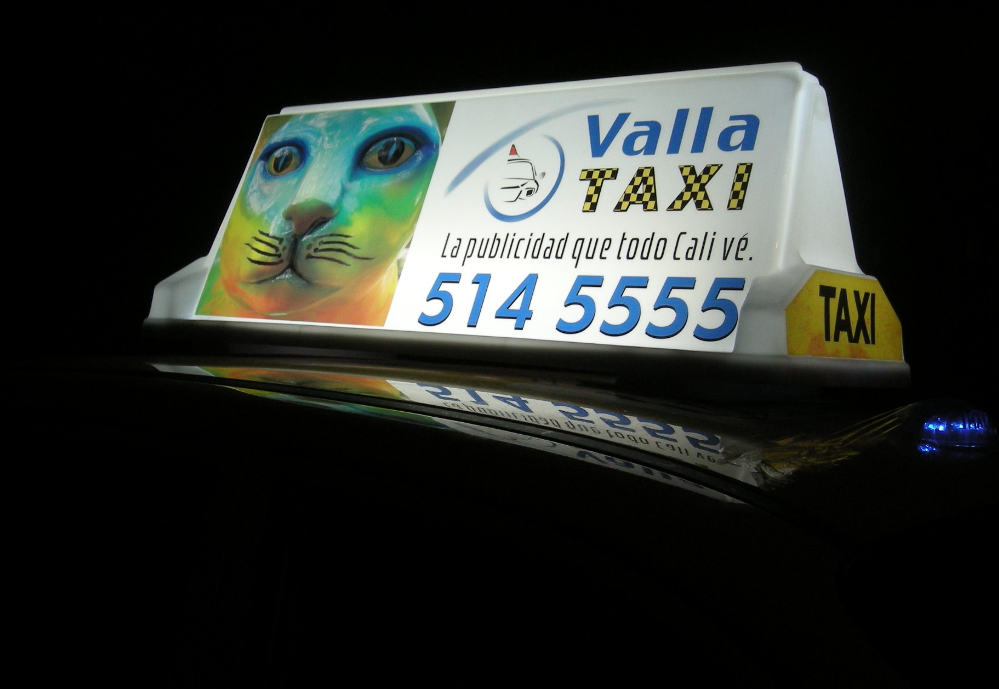 Valla
TAXI
La publicidad que todo Cali vé.
514 5555
TAXI